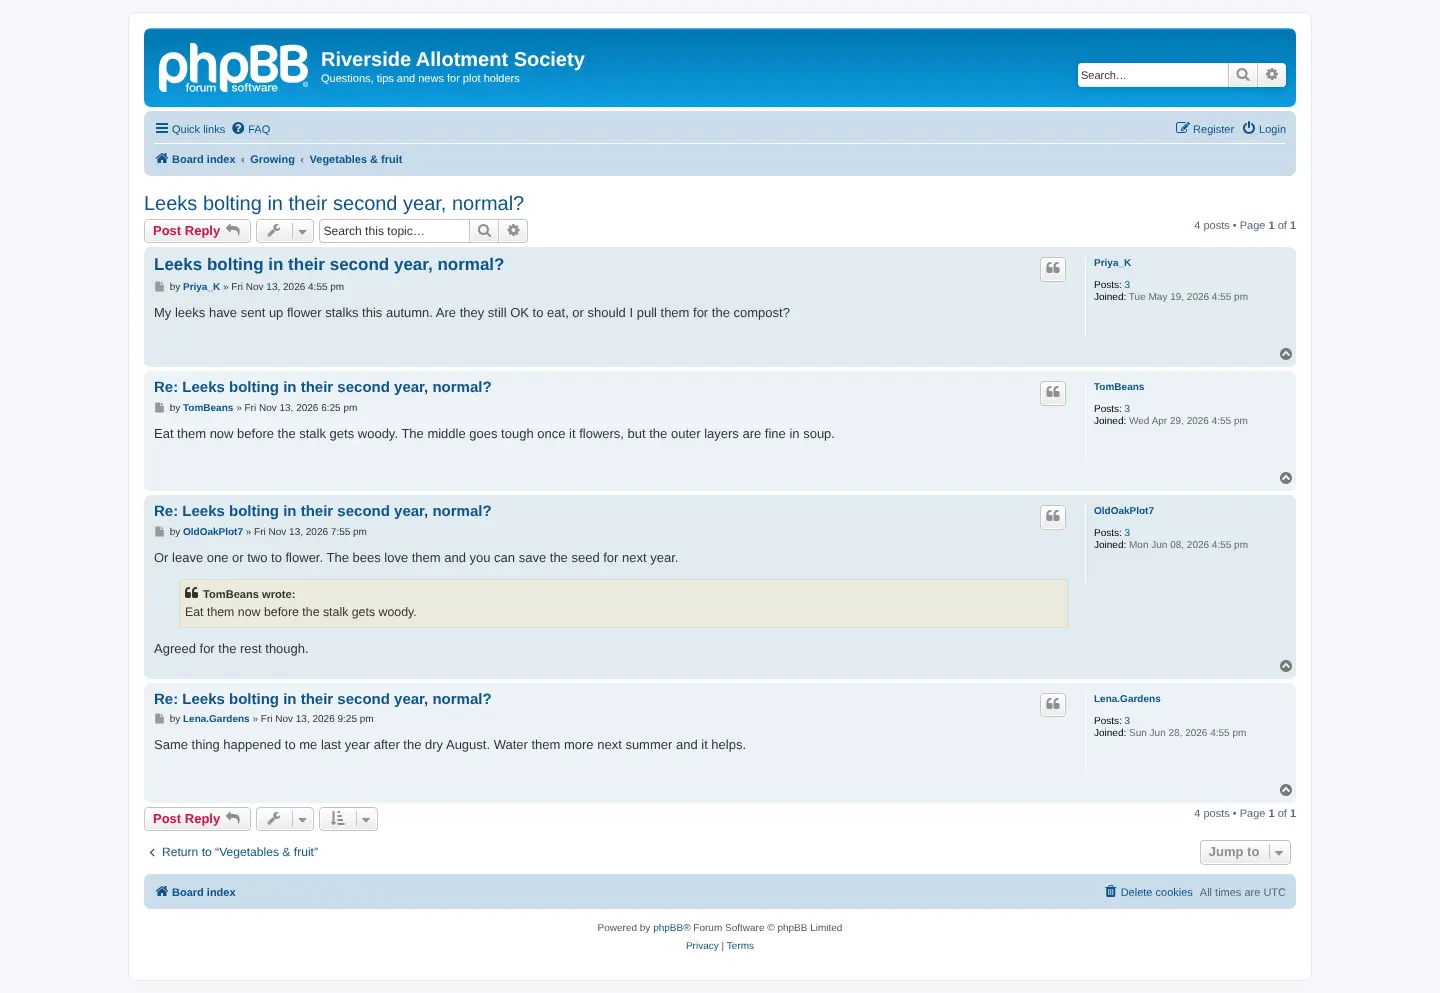 phpBB
forum software
Riverside Allotment Society
Questions, tips and news for plot holders
Search…
Quick links FAQ
Register Login
Board index ‹ Growing ‹ Vegetables & fruit
Leeks bolting in their second year, normal?
Post Reply
Search this topic…
4 posts • Page 1 of 1
Leeks bolting in their second year, normal?
by Priya_K » Fri Nov 13, 2026 4:55 pm
My leeks have sent up flower stalks this autumn. Are they still OK to eat, or should I pull them for the compost?
Priya_K
Posts: 3
Joined: Tue May 19, 2026 4:55 pm
Re: Leeks bolting in their second year, normal?
by TomBeans » Fri Nov 13, 2026 6:25 pm
Eat them now before the stalk gets woody. The middle goes tough once it flowers, but the outer layers are fine in soup.
TomBeans
Posts: 3
Joined: Wed Apr 29, 2026 4:55 pm
Re: Leeks bolting in their second year, normal?
by OldOakPlot7 » Fri Nov 13, 2026 7:55 pm
Or leave one or two to flower. The bees love them and you can save the seed for next year.
TomBeans wrote:
Eat them now before the stalk gets woody.
Agreed for the rest though.
OldOakPlot7
Posts: 3
Joined: Mon Jun 08, 2026 4:55 pm
Re: Leeks bolting in their second year, normal?
by Lena.Gardens » Fri Nov 13, 2026 9:25 pm
Same thing happened to me last year after the dry August. Water them more next summer and it helps.
Lena.Gardens
Posts: 3
Joined: Sun Jun 28, 2026 4:55 pm
Post Reply
4 posts • Page 1 of 1
Return to “Vegetables & fruit”
Jump to
Board index
Delete cookies All times are UTC
Powered by phpBB® Forum Software © phpBB Limited
Privacy | Terms